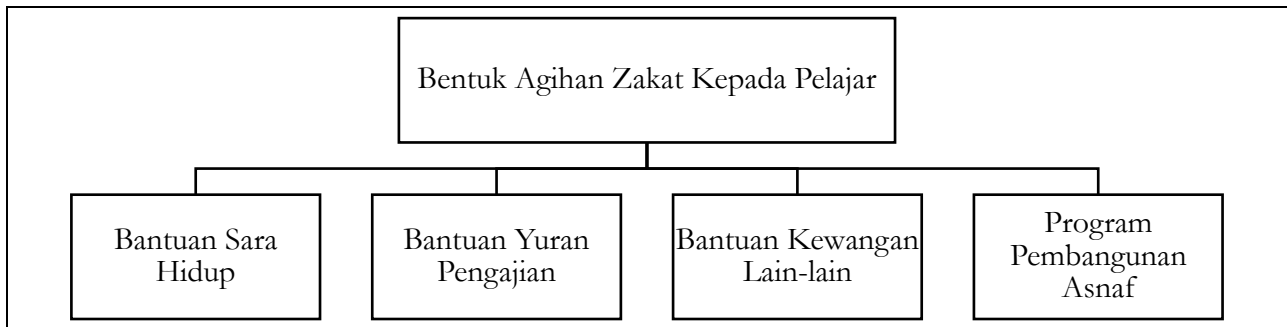 Bentuk Agihan Zakat Kepada Pelajar
Bantuan Sara
Hidup
Bantuan Yuran
Pengajian
Bantuan Kewangan
Lain-lain
Program
Pembangunan
Asnaf